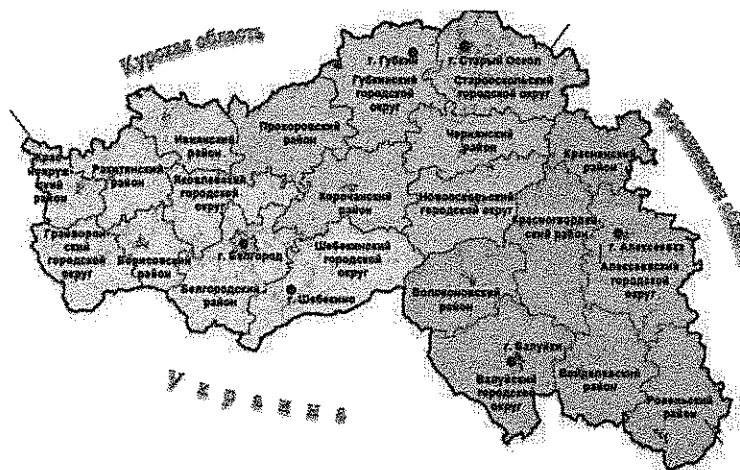 Курская область
г. Губкин
Губкинский
городской
округ
г. Старый Оскол
Старооскольский
городской округ
Ивнянский
район
Прохоровский
район
Чернянский
район
Краснянский
район
ский
район
Ракитянский
район
Яковлевский
городской
округ
Корочанский
район
Новооскольский
городской округ
Красногвардей-
ский район
Грайворон-
ский
городской
округ
Борисовский
район
г. Белгород
Белгородский
район
Шебекинский
городской
округ
г. Шебекино
г. Алексеевка
Алексеевский
городской
округ
Волоконовский
район
г. Валуйки
Валуйский
городской
округ
Вейделевский
район
Ровеньский
район
Украина